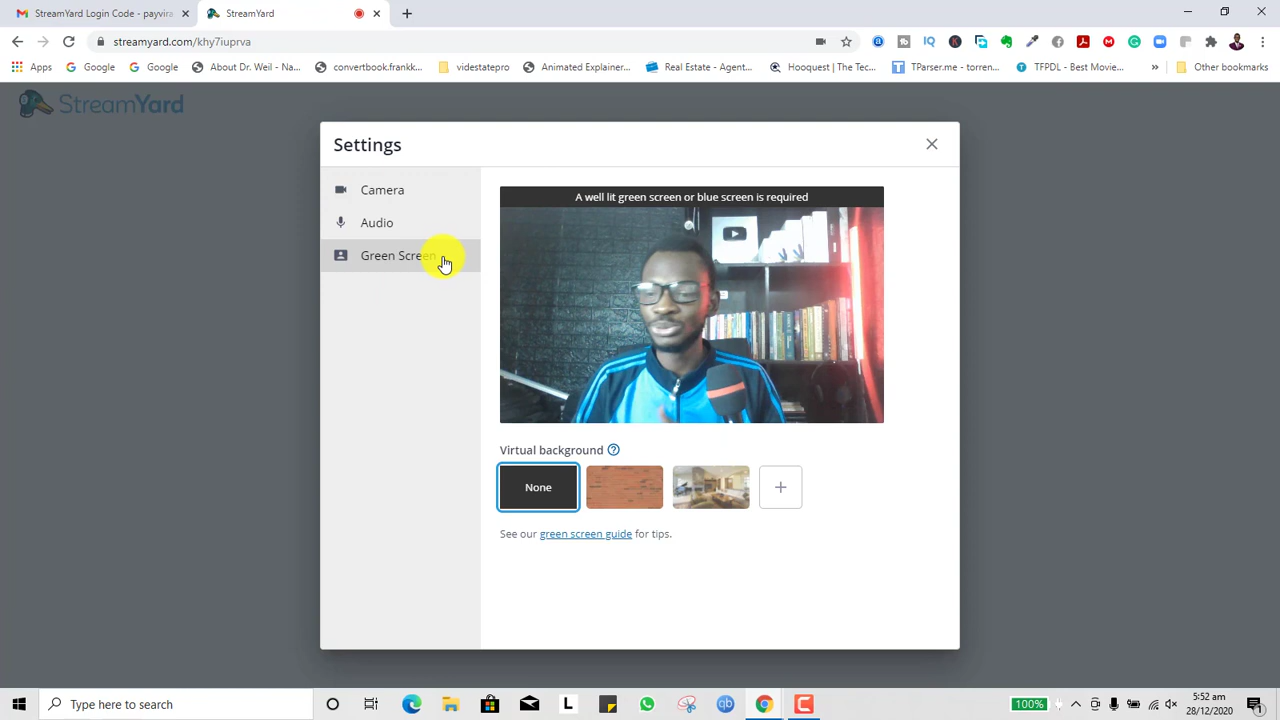 StreamYard Login Code - payvira
StreamYard
streamyard.com/khy7iuprva
Apps
Google
Google
About Dr. Weil - Wa...
convertbook.frankk...
videstatepro
Animated Explainer...
Real Estate - Agent...
Hooquest | The Tec...
TParser.me - torren...
TFPDL - Best Movie...
Other bookmarks
StreamYard
Settings
Camera
Audio
Green Screen
A well lit green screen or blue screen is required
Virtual background
None
See our green screen guide for tips.
Type here to search
100%
5:52 am
28/12/2020